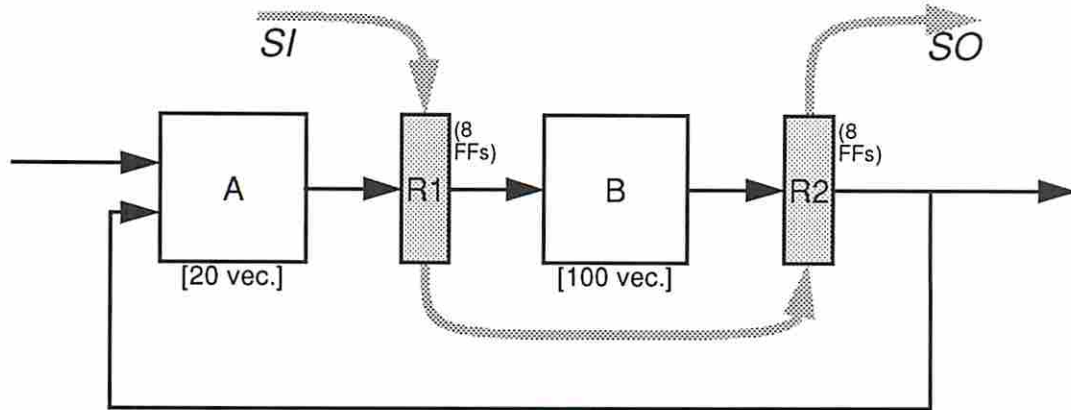 SI
SO
(8
FFs)
(8
FFs)
A
R1
B
R2
[20 vec.]
[100 vec.]